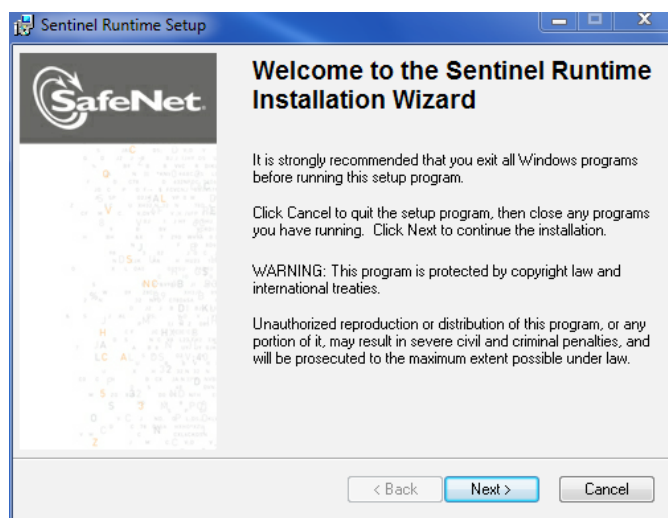 Sentinel Runtime Setup
SafeNet.
Welcome to the Sentinel Runtime
Installation Wizard
It is strongly recommended that you exit all Windows programs
before running this setup program.
Click Cancel to quit the setup program, then close any programs
you have running. Click Next to continue the installation.
WARNING: This program is protected by copyright law and
international treaties.
Unauthorized reproduction or distribution of this program, or any
portion of it, may result in severe civil and criminal penalties, and
will be prosecuted to the maximum extent possible under law.
< Back
Next >
Cancel